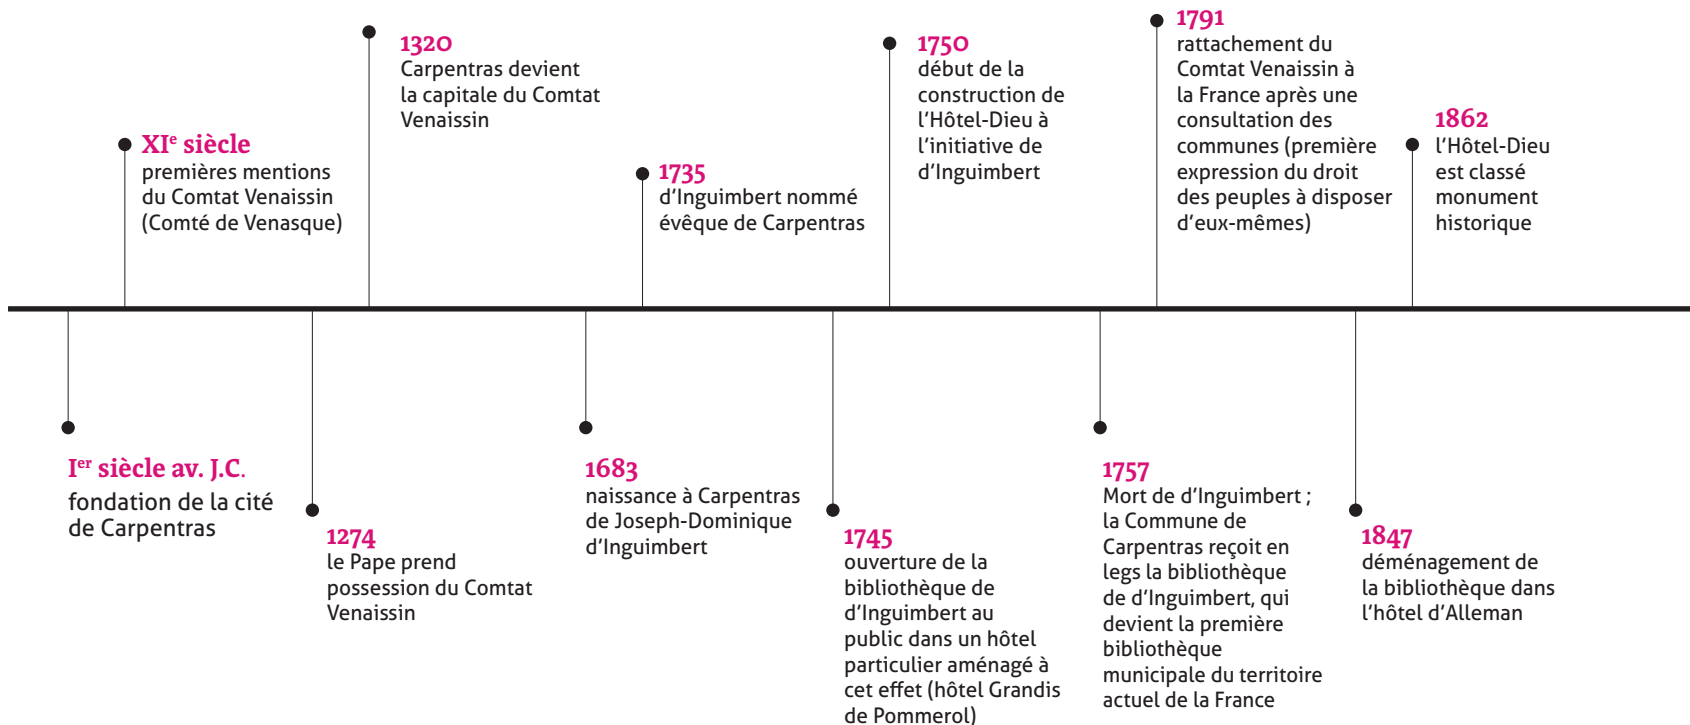 1320
Carpentras devient
la capitale du Comtat
Venaissin
1750
début de la
construction de
l’Hôtel-Dieu à
l’initiative de
d’Inguimbert
1791
rattachement du
Comtat Venaissin à
la France après une
consultation des
communes (première
expression du droit
des peuples à disposer
d’eux-mêmes)
XIe siècle
premières mentions
du Comtat Venaissin
(Comté de Venasque)
1735
d’Inguimbert nommé
évêque de Carpentras
1862
l’Hôtel-Dieu
est classé
monument
historique
Ier siècle av. J.C.
fondation de la cité
de Carpentras
1274
le Pape prend
possession du Comtat
Venaissin
1683
naissance à Carpentras
de Joseph-Dominique
d’Inguimbert
1745
ouverture de la
bibliothèque de
d’Inguimbert au
public dans un hôtel
particulier aménagé à
cet effet (hôtel Grandis
de Pommerol)
1757
Mort de d’Inguimbert ;
la Commune de
Carpentras reçoit en
legs la bibliothèque
de d’Inguimbert, qui
devient la première
bibliothèque
municipale du territoire
actuel de la France
1847
déménagement de
la bibliothèque dans
l’hôtel d’Alleman